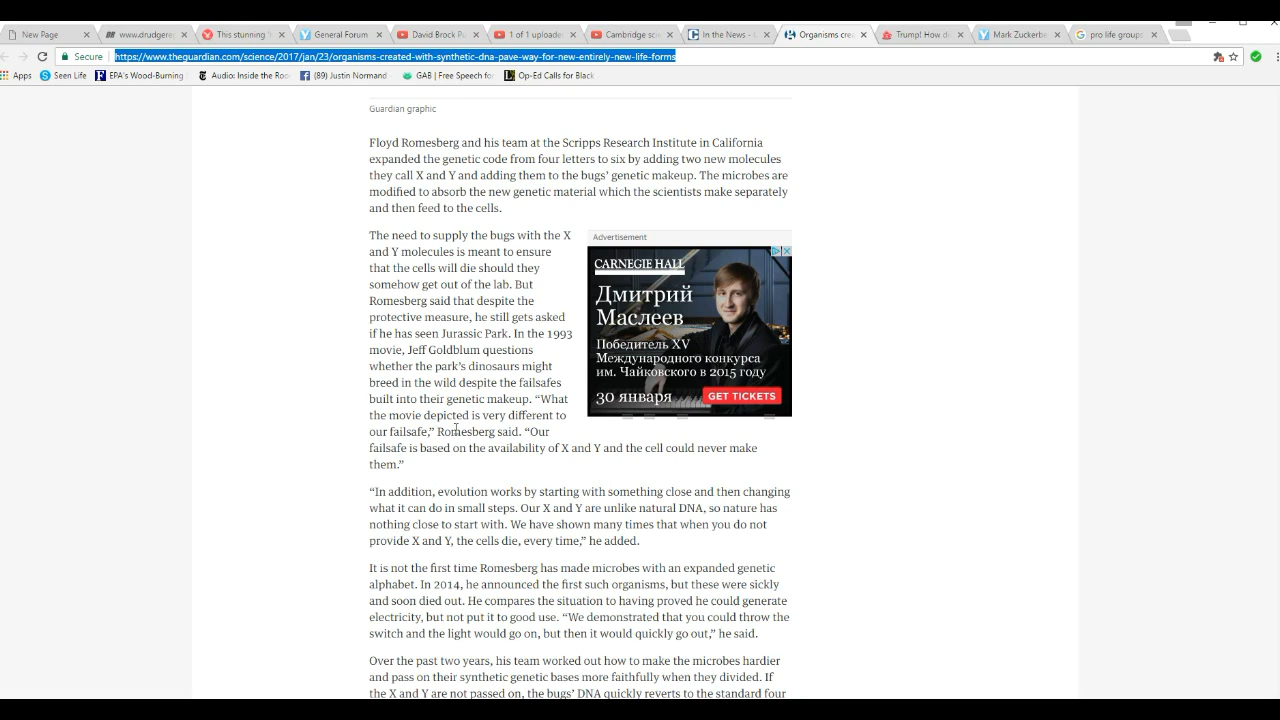 New Page
www.drudgerep
This stunning
General Forum
David Brock Pu
1 of 1 uploade
Cambridge scie
In the News -
Organisms crea
Trump! How di
Mark Zuckerbe
pro life groups
Secure
https://www.theguardian.com/science/2017/jan/23/organisms-created-with-synthetic-dna-pave-way-for-new-entirely-new-life-forms
Apps
Seen Life
EPA's Wood-Burning
Audio: Inside the Roo
(89) Justin Normand
GAB | Free Speech fo
Op-Ed Calls for Black
Guardian graphic
Floyd Romesberg and his team at the Scripps Research Institute in California
expanded the genetic code from four letters to six by adding two new molecules
they call X and Y and adding them to the bugs’ genetic makeup. The microbes are
modified to absorb the new genetic material which the scientists make separately
and then feed to the cells.
The need to supply the bugs with the X
and Y molecules is meant to ensure
that the cells will die should they
somehow get out of the lab. But
Romesberg said that despite the
protective measure, he still gets asked
if he has seen Jurassic Park. In the 1993
movie, Jeff Goldblum questions
whether the park’s dinosaurs might
breed in the wild despite the failsafes
built into their genetic makeup. “What
the movie depicted is very different to
our failsafe,” Romesberg said. “Our
failsafe is based on the availability of X and Y and the cell could never make
them.”
Advertisement
CARNEGIE HALL
Дмитрий
Маслеев
Победитель XV
Международного конкурса
им. Чайковского в 2015 году
30 января
GET TICKETS
“In addition, evolution works by starting with something close and then changing
what it can do in small steps. Our X and Y are unlike natural DNA, so nature has
nothing close to start with. We have shown many times that when you do not
provide X and Y, the cells die, every time,” he added.
It is not the first time Romesberg has made microbes with an expanded genetic
alphabet. In 2014, he announced the first such organisms, but these were sickly
and soon died out. He compares the situation to having proved he could generate
electricity, but not put it to good use. “We demonstrated that you could throw the
switch and the light would go on, but then it would quickly go out,” he said.
Over the past two years, his team worked out how to make the microbes hardier
and pass on their synthetic genetic bases more faithfully when they divided. If
the X and Y are not passed on, the bugs’ DNA quickly reverts to the standard four